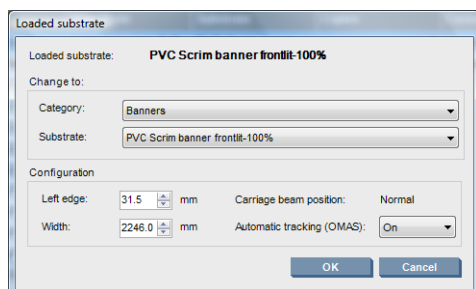 Loaded substrate
Loaded substrate: PVC Scrim banner frontlit-100%
Change to:
Category: Banners
Substrate: PVC Scrim banner frontlit-100%
Configuration
Left edge: 31.5 mm Carriage beam position: Normal
Width: 2246.0 mm Automatic tracking (OMAS): On
OK Cancel